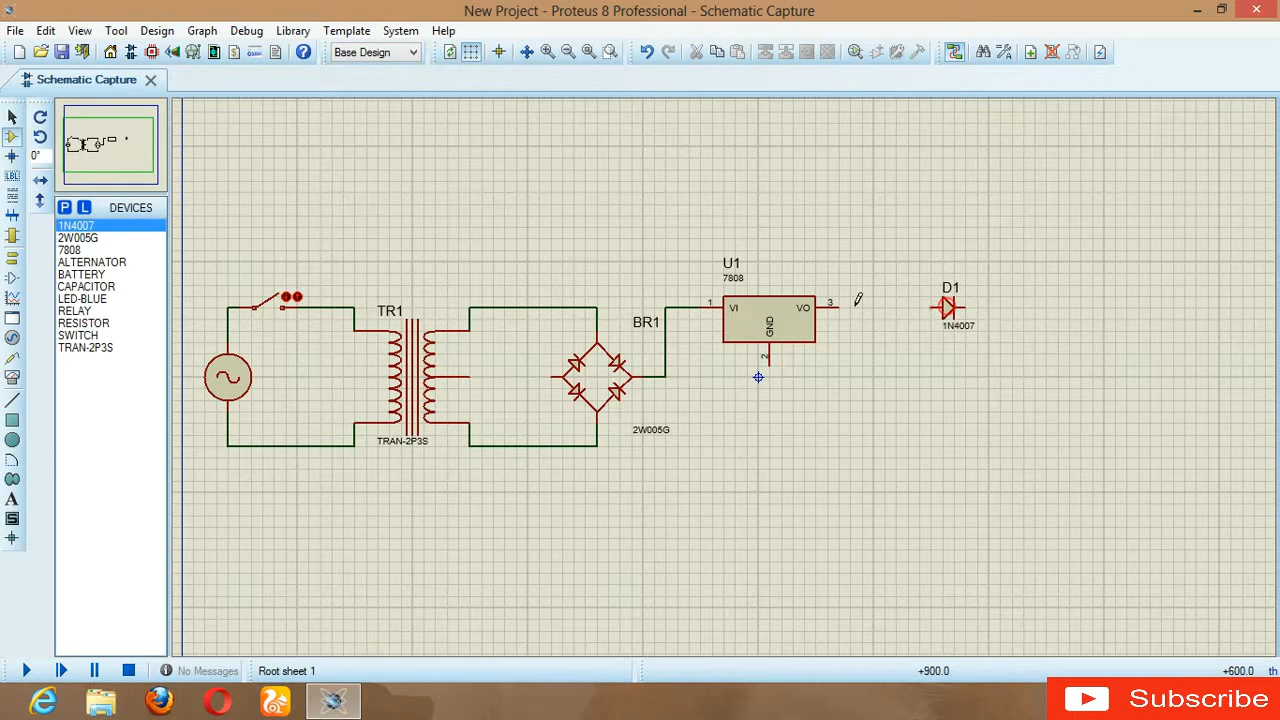 New Project - Proteus 8 Professional - Schematic Capture
File Edit View Tool Design Graph Debug Library Template System Help
Base Design
Schematic Capture
0°
P L DEVICES
1N4007
2W005G
7808
ALTERNATOR
BATTERY
CAPACITOR
LED-BLUE
RELAY
RESISTOR
SWITCH
TRAN-2P3S
LBL
A
S
TR1
TRAN-2P3S
BR1
2W005G
U1
7808
1 VI VO 3
GND
2
D1
1N4007
No Messages
Root sheet 1
+900.0
+600.0
th
Subscribe